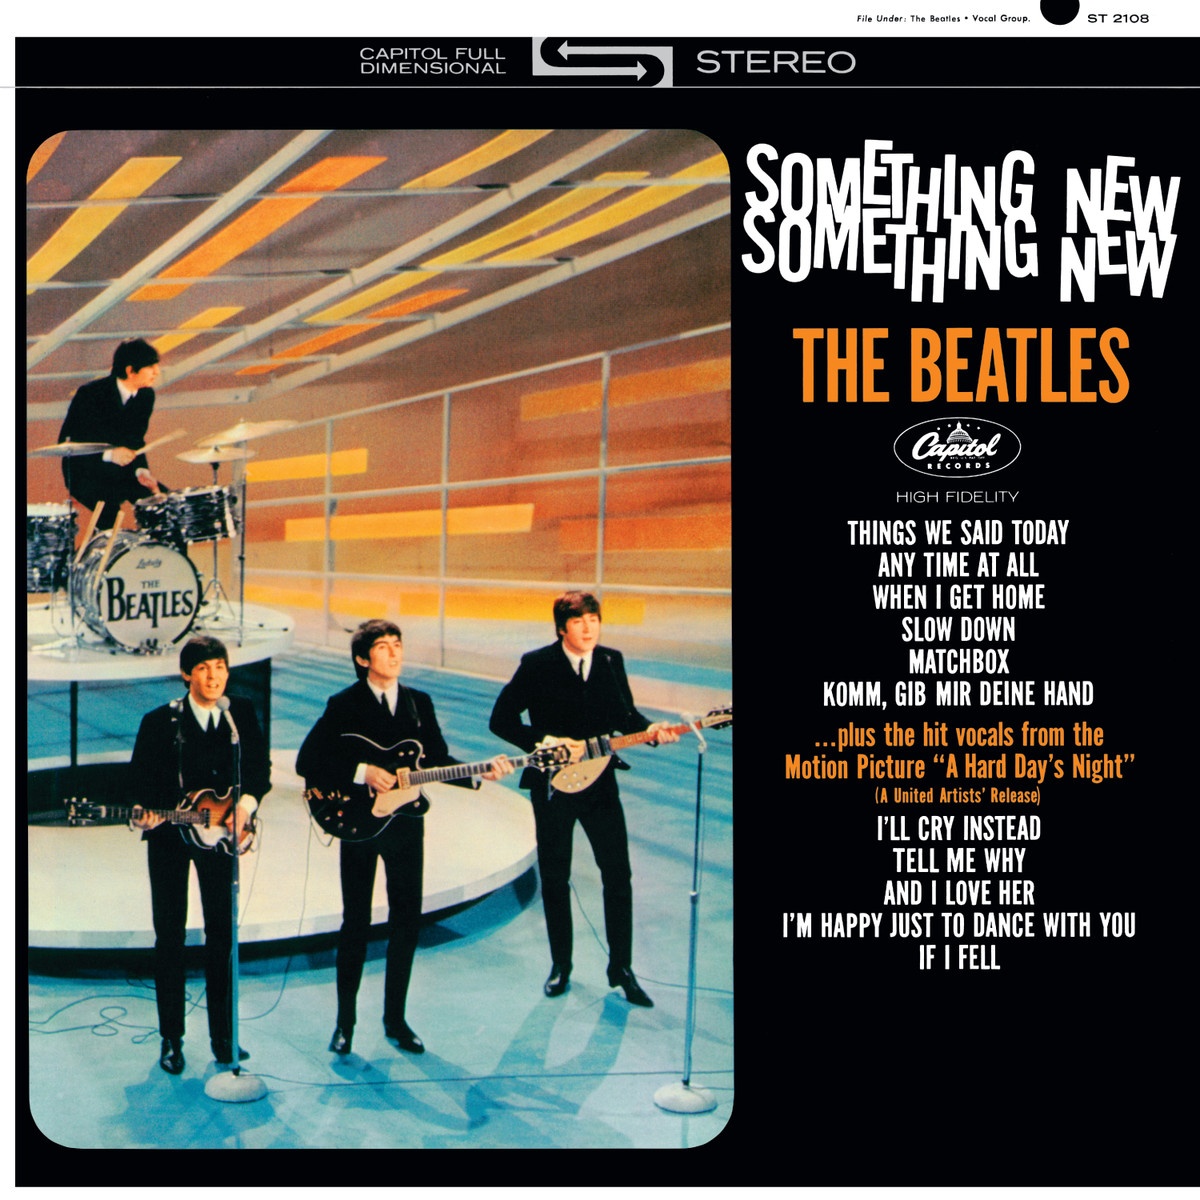 File Under: The Beatles • Vocal Group.
ST 2108
CAPITOL FULL
DIMENSIONAL
STEREO
SOMETHING NEW
SOMETHING NEW
THE BEATLES
Capitol
RECORDS
HIGH FIDELITY
THINGS WE SAID TODAY
ANY TIME AT ALL
WHEN I GET HOME
SLOW DOWN
MATCHBOX
KOMM, GIB MIR DEINE HAND
...plus the hit vocals from the
Motion Picture “A Hard Day’s Night”
(A United Artists’ Release)
I’LL CRY INSTEAD
TELL ME WHY
AND I LOVE HER
I’M HAPPY JUST TO DANCE WITH YOU
IF I FELL
Ludwig
THE
BEATLES